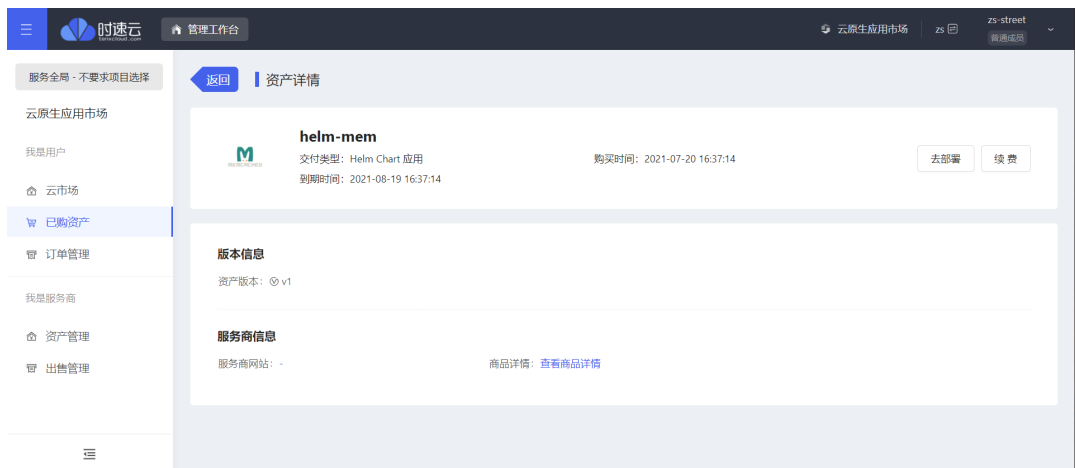 时速云
tenxcloud.com
管理工作台
云原生应用市场
zs
zs-street
普通成员
服务全局 - 不要求项目选择
返回
资产详情
云原生应用市场
我是用户
云市场
已购资产
订单管理
我是服务商
资产管理
出售管理
helm-mem
交付类型：Helm Chart 应用
购买时间：2021-07-20 16:37:14
到期时间：2021-08-19 16:37:14
去部署
续 费
版本信息
资产版本：v1
服务商信息
服务商网站：-
商品详情：查看商品详情